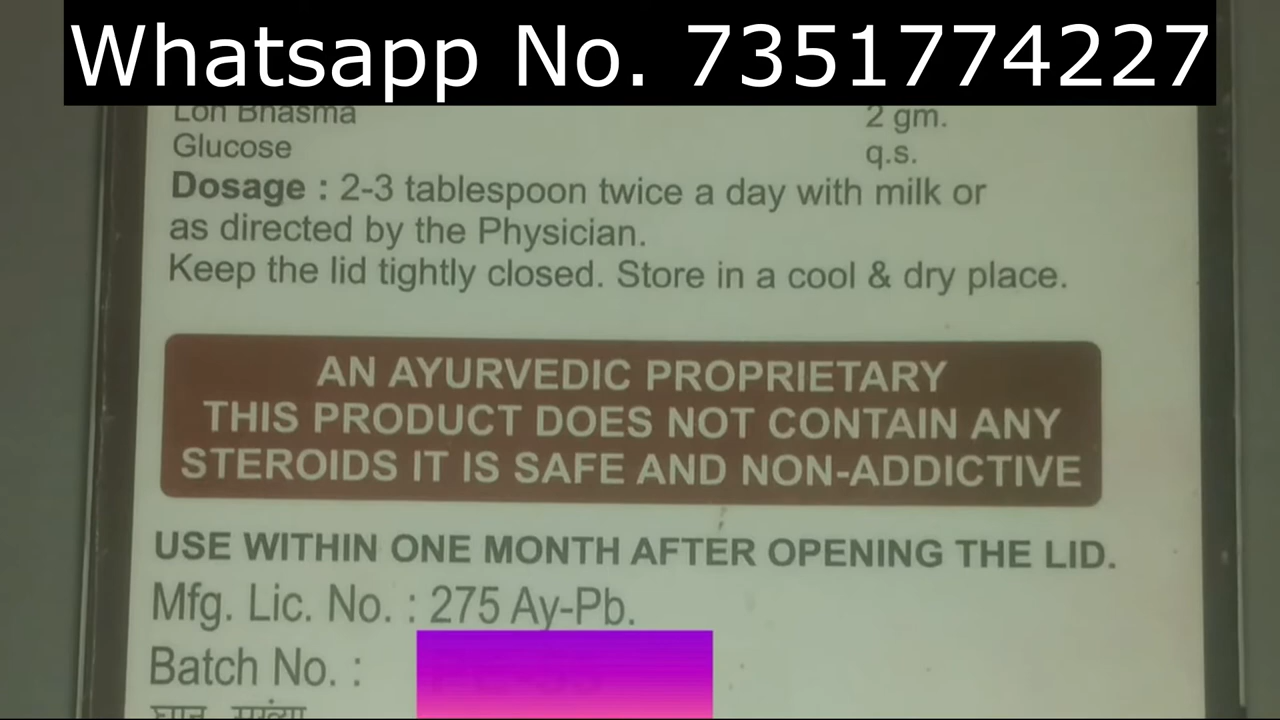 Whatsapp No. 7351774227
Loh Bhasma 2 gm.
Glucose q.s.
Dosage : 2-3 tablespoon twice a day with milk or
as directed by the Physician.
Keep the lid tightly closed. Store in a cool & dry place.
AN AYURVEDIC PROPRIETARY
THIS PRODUCT DOES NOT CONTAIN ANY
STEROIDS IT IS SAFE AND NON-ADDICTIVE
USE WITHIN ONE MONTH AFTER OPENING THE LID.
Mfg. Lic. No. : 275 Ay-Pb.
Batch No. :